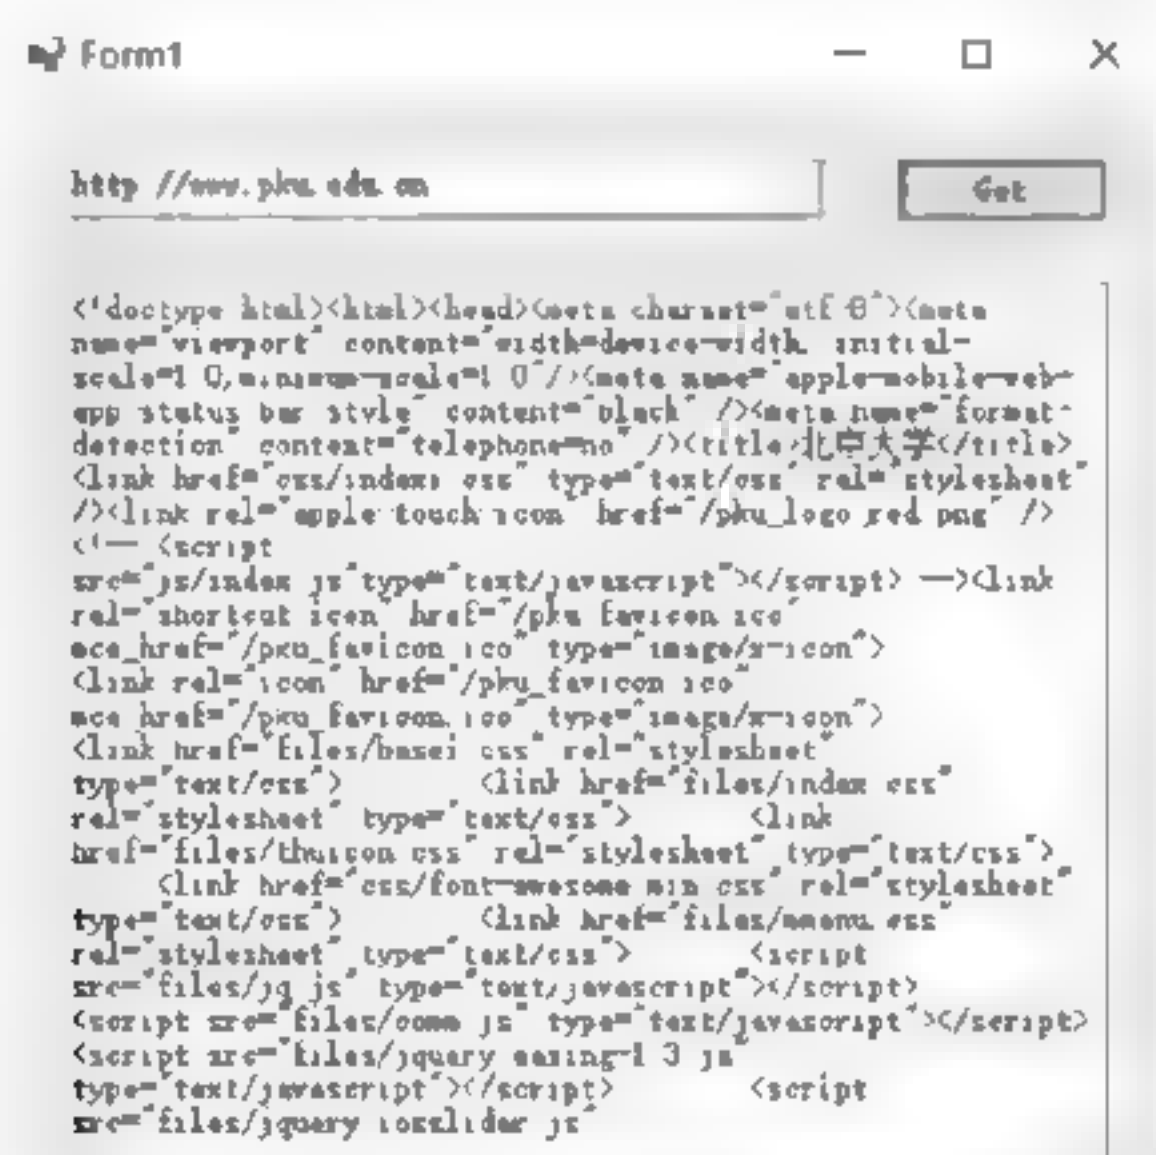 Form1
http://www.pku.edu.cn
Get
<!doctype html><html><head><meta charset="utf-8"><meta
name="viewport" content="width=device-width, initial-
scale=1.0,minimum-scale=1.0"/><meta name="apple-mobile-web-
app-status-bar-style" content="black" /><meta name="format-
detection" content="telephone=no" /><title>北京大学</title>
<link href="css/index1.css" type="text/css" rel="stylesheet"
/><link rel="apple-touch-icon" href="/pku_logo_red.png" />
<!-- <script
src="js/index.js"type="text/javascript"></script> --><link
rel="shortcut icon" href="/pku_favicon.ico"
mce_href="/pku_favicon.ico" type="image/x-icon">
<link rel="icon" href="/pku_favicon.ico"
mce_href="/pku_favicon.ico" type="image/x-icon">
<link href="files/base1.css" rel="stylesheet"
type="text/css"> <link href="files/index.css"
rel="stylesheet" type="text/css"> <link
href="files/thuicon.css" rel="stylesheet" type="text/css">
<link href="css/font-awesome.min.css" rel="stylesheet"
type="text/css"> <link href="files/mmenu.css"
rel="stylesheet" type="text/css"> <script
src="files/jq.js" type="text/javascript"></script>
<script src="files/comm.js" type="text/javascript"></script>
<script src="files/jquery.easing-1.3.js"
type="text/javascript"></script> <script
src="files/jquery.iosslider.js"